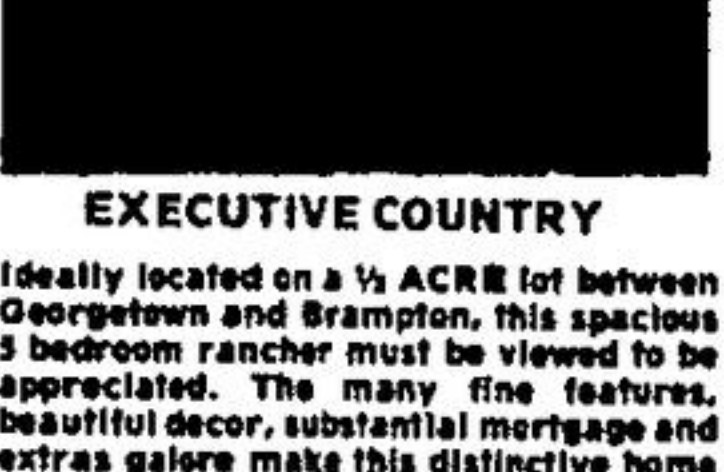 EXECUTIVE COUNTRY
Ideally located on a ½ ACRE lot between
Georgetown and Brampton, this spacious
bedroom rancher must be viewed to be
appreciated. The many fine features,
beautiful decor, substantial mortgage and
extras galore make this distinctive home